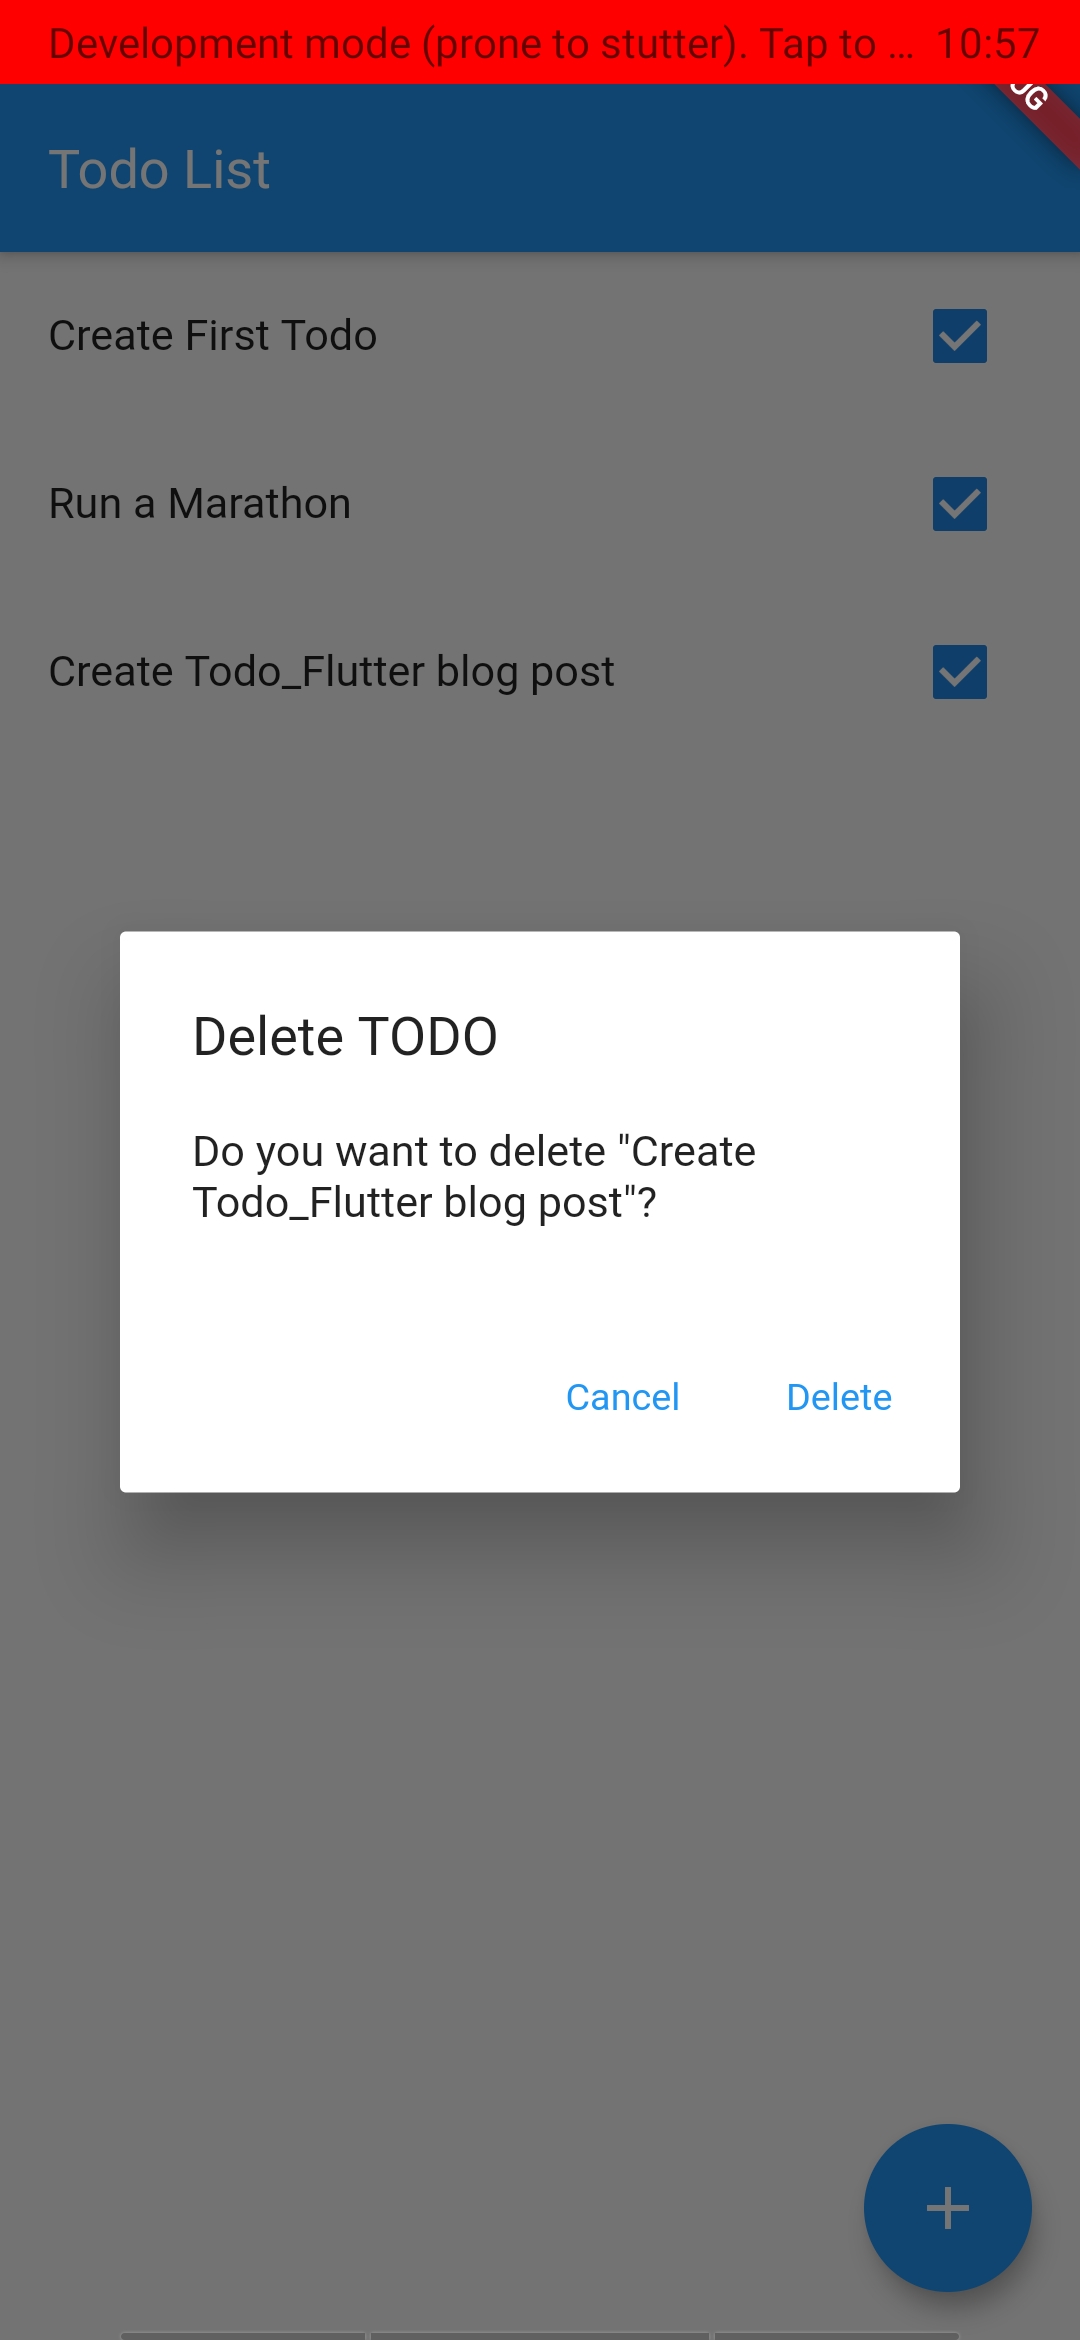 Development mode (prone to stutter). Tap to ... 10:57
Todo List
Create First Todo
Run a Marathon
Create Todo_Flutter blog post
Delete TODO
Do you want to delete "Create
Todo_Flutter blog post"?
Cancel Delete